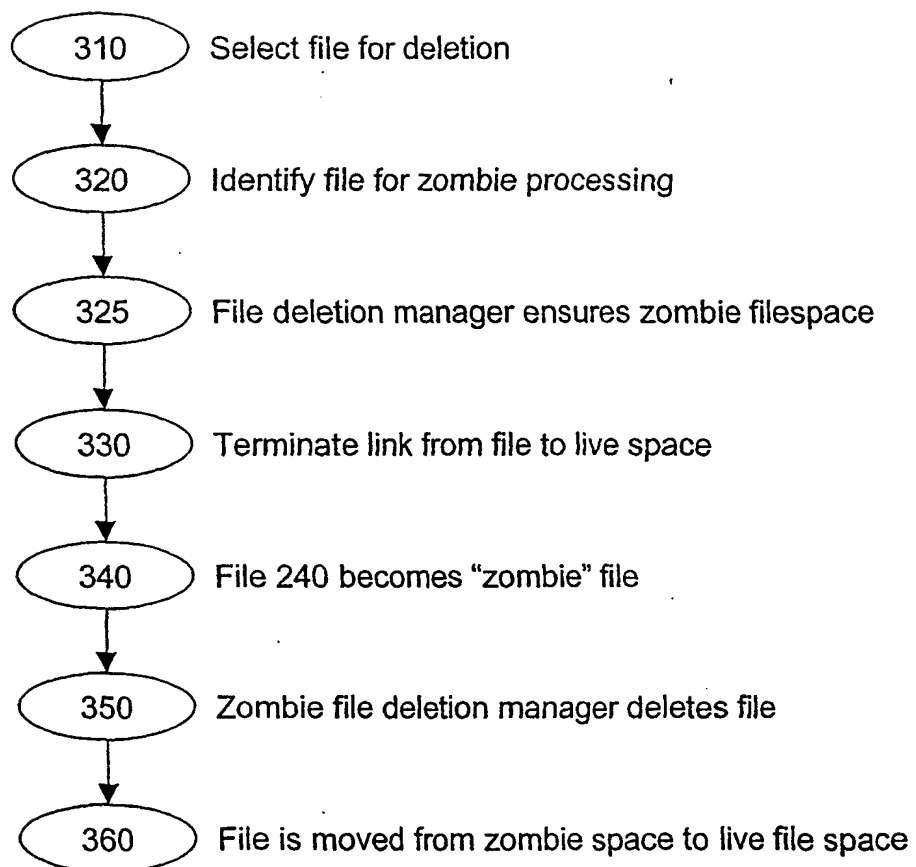 310 Select file for deletion
320 Identify file for zombie processing
325 File deletion manager ensures zombie filespace
330 Terminate link from file to live space
340 File 240 becomes “zombie” file
350 Zombie file deletion manager deletes file
360 File is moved from zombie space to live file space